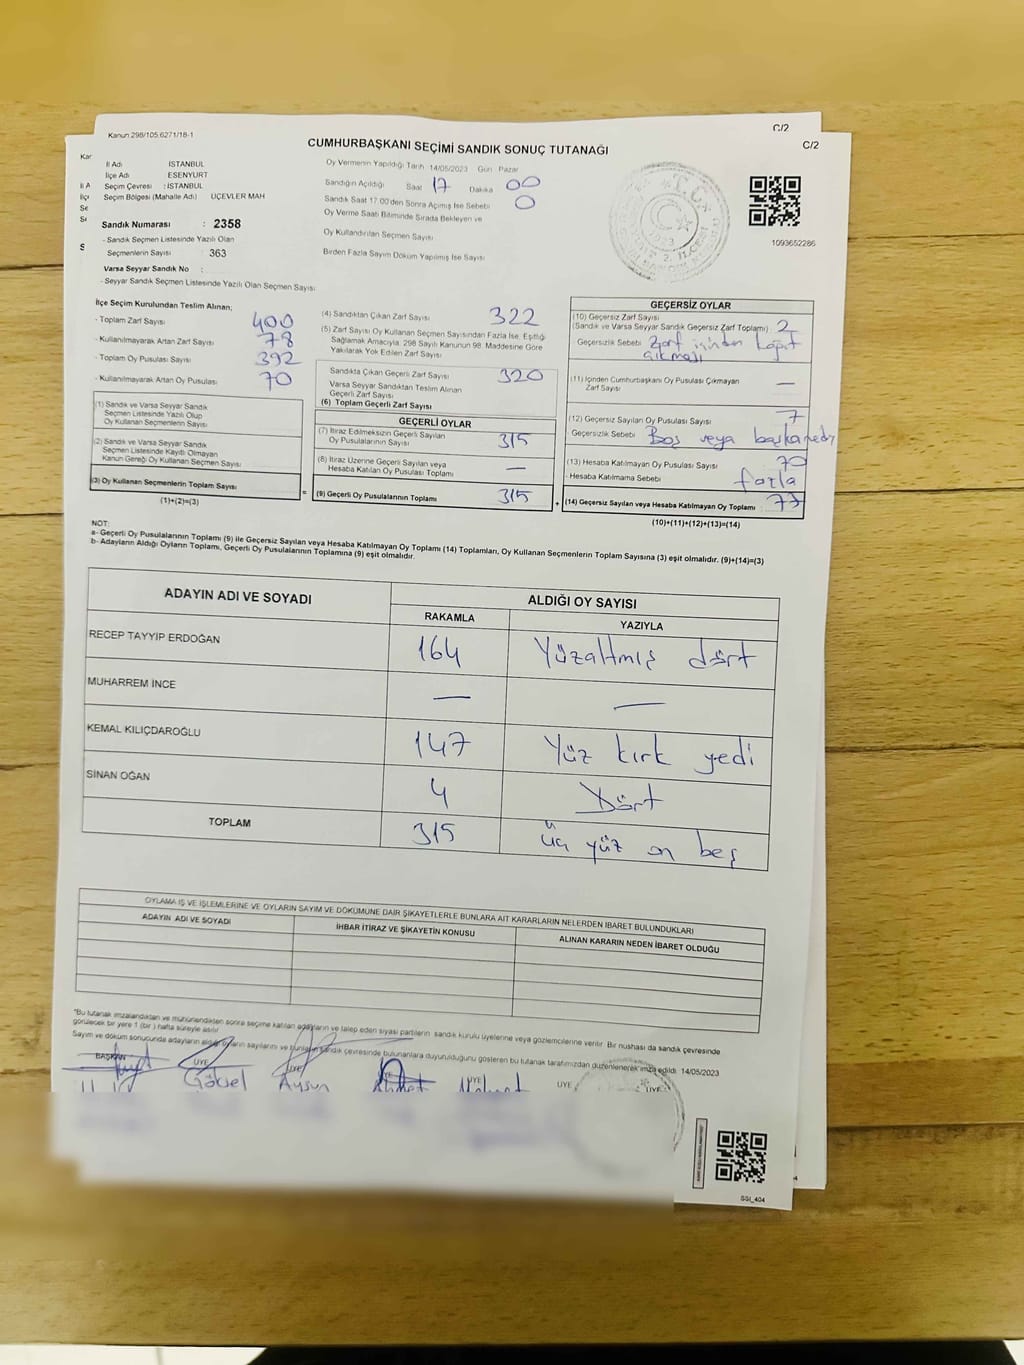 Kanun 298/105.6271/18-1
C/2
C/2
CUMHURBAŞKANI SEÇİMİ SANDIK SONUÇ TUTANAĞI
İl Adı İSTANBUL
İlçe Adı ESENYURT
Seçim Çevresi : İSTANBUL
Seçim Bölgesi (Mahalle Adı) ÜÇEVLER MAH
Sandık Numarası : 2358
- Sandık Seçmen Listesinde Yazılı Olan
Seçmenlerin Sayısı : 363
Varsa Seyyar Sandık No :
- Seyyar Sandık Seçmen Listesinde Yazılı Olan Seçmen Sayısı:
Oy Vermenin Yapıldığı Tarih 14/05/2023 Gün Pazar
Sandığın Açıldığı Saat 17 Dakika 00
Sandık Saat 17:00'den Sonra Açımış İse Sebebi 0
Oy Verme Saati Bitiminde Sırada Bekleyen ve
Oy Kullandırılan Seçmen Sayısı
Birden Fazla Sayım Döküm Yapılmış İse Sayısı
1093652286
İlçe Seçim Kurulundan Teslim Alınan;
- Toplam Zarf Sayısı 400
- Kullanılmayarak Artan Zarf Sayısı 78
- Toplam Oy Pusulası Sayısı 392
- Kullanılmayarak Artan Oy Pusulası 70
(1) Sandık ve Varsa Seyyar Sandık
Seçmen Listesinde Yazılı Olup
Oy Kullanan Seçmenlerin Sayısı
(2) Sandık ve Varsa Seyyar Sandık
Seçmen Listesinde Kayıtlı Olmayan
Kanun Gereği Oy Kullanan Seçmen Sayısı
(3) Oy Kullanan Seçmenlerin Toplam Sayısı
(1)+(2)=(3)
(4) Sandıktan Çıkan Zarf Sayısı 322
(5) Zarf Sayısı Oy Kullanan Seçmen Sayısından Fazla İse, Eşitliği
Sağlamak Amacıyla, 298 Sayılı Kanunun 98. Maddesine Göre
Yakılarak Yok Edilen Zarf Sayısı
Sandıkta Çıkan Geçerli Zarf Sayısı 320
Varsa Seyyar Sandıktan Teslim Alınan
Geçerli Zarf Sayısı
(6) Toplam Geçerli Zarf Sayısı
GEÇERLİ OYLAR
(7) İtiraz Edilmeksizin Geçerli Sayılan
Oy Pusulalarının Sayısı 315
(8) İtiraz Üzerine Geçerli Sayılan veya
Hesaba Katılan Oy Pusulası Toplamı —
= (9) Geçerli Oy Pusulalarının Toplamı 315
GEÇERSİZ OYLAR
(10) Geçersiz Zarf Sayısı
(Sandık ve Varsa Seyyar Sandık Geçersiz Zarf Toplamı) 2
Geçersizlik Sebebi Zarf içinden kağıt
çıkması
(11) İçinden Cumhurbaşkanı Oy Pusulası Çıkmayan
Zarf Sayısı —
(12) Geçersiz Sayılan Oy Pusulası Sayısı 7
Geçersizlik Sebebi Boş veya başka nedn
(13) Hesaba Katılmayan Oy Pusulası Sayısı 70
- Hesaba Katılmama Sebebi fazla
+ (14) Geçersiz Sayılan veya Hesaba Katılmayan Oy Toplamı 77
(10)+(11)+(12)+(13)=(14)
NOT:
a- Geçerli Oy Pusulalarının Toplamı (9) ile Geçersiz Sayılan veya Hesaba Katılmayan Oy Toplamı (14) Toplamları, Oy Kullanan Seçmenlerin Toplam Sayısına (3) eşit olmalıdır. (9)+(14)=(3)
b- Adayların Aldığı Oyların Toplamı, Geçerli Oy Pusulalarının Toplamına (9) eşit olmalıdır.
ADAYIN ADI VE SOYADI ALDIĞI OY SAYISI
RAKAMLA YAZIYLA
RECEP TAYYİP ERDOĞAN 164 Yüzaltmış dört
MUHARREM İNCE — —
KEMAL KILIÇDAROĞLU 147 Yüz kırk yedi
SİNAN OĞAN 4 Dört
TOPLAM 315 üç yüz on beş
OYLAMA İŞ VE İŞLEMLERİNE VE OYLARIN SAYIM VE DÖKÜMÜNE DAİR ŞİKAYETLERLE BUNLARA AİT KARARLARIN NELERDEN İBARET BULUNDUKLARI
ADAYIN ADI VE SOYADI İHBAR İTİRAZ VE ŞİKAYETİN KONUSU ALINAN KARARIN NEDEN İBARET OLDUĞU
*Bu tutanak imzalandıktan ve mühürlendikten sonra seçime katılan adayların ve talep eden siyasi partilerin sandık kurulu üyelerine veya gözlemcilerine verilir. Bir nüshası da sandık çevresinde
görülecek bir yere 1 (bir) hafta süreyle asılır.
Sayım ve döküm sonucunda adayların aldığı oyların sayılarını ve bunların sandık çevresinde bulunanlara duyurulduğunu gösteren bu tutanak tarafımızdan düzenlenerek imza edildi. 14/05/2023
BAŞKAN ÜYE ÜYE ÜYE ÜYE ÜYE
Göksel Aysun Ahmet Mehmet
SSI_404